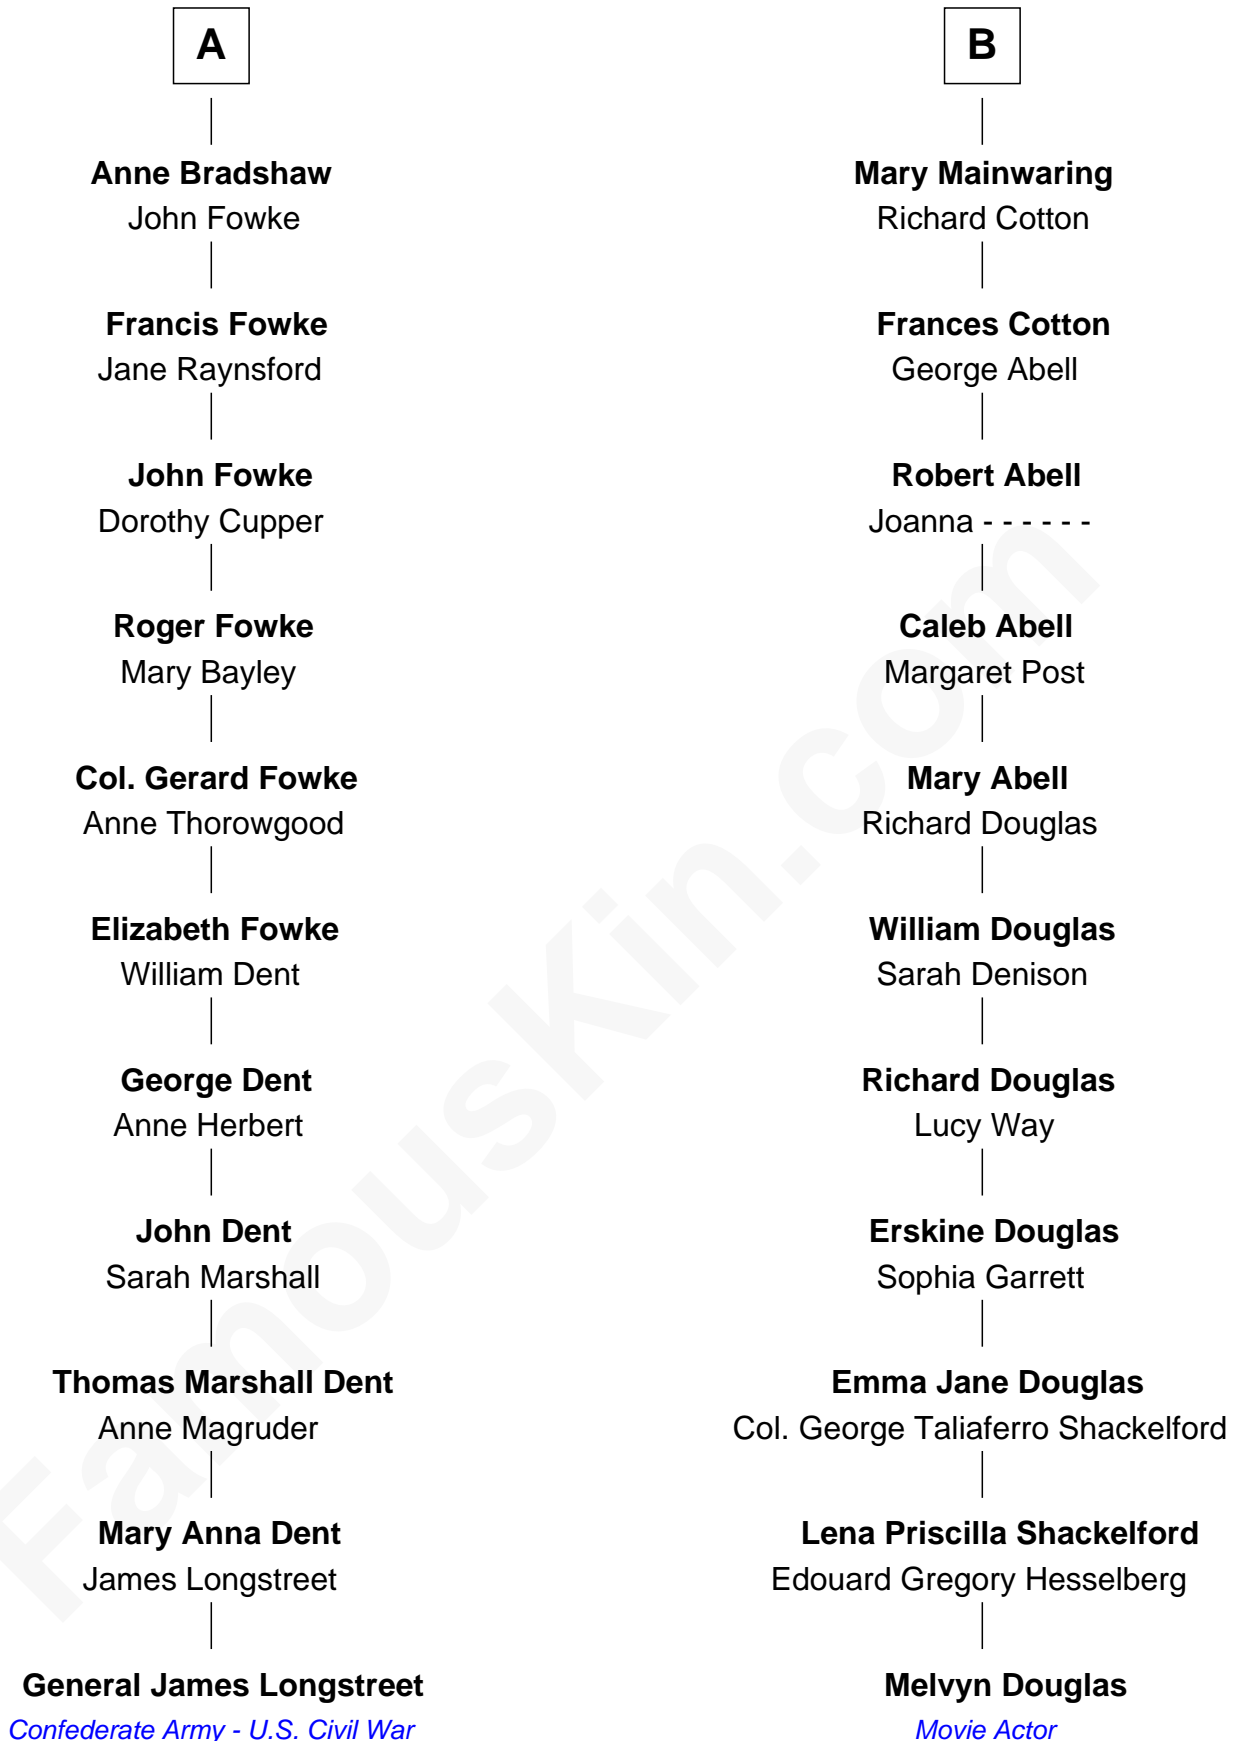 A
Anne Bradshaw
John Fowke
Francis Fowke
Jane Raynsford
John Fowke
Dorothy Cupper
Roger Fowke
Mary Bayley
Col. Gerard Fowke
Anne Thorowgood
Elizabeth Fowke
William Dent
George Dent
Anne Herbert
John Dent
Sarah Marshall
Thomas Marshall Dent
Anne Magruder
Mary Anna Dent
James Longstreet
General James Longstreet
Confederate Army - U.S. Civil War
B
Mary Mainwaring
Richard Cotton
Frances Cotton
George Abell
Robert Abell
Joanna - - - - - -
Caleb Abell
Margaret Post
Mary Abell
Richard Douglas
William Douglas
Sarah Denison
Richard Douglas
Lucy Way
Erskine Douglas
Sophia Garrett
Emma Jane Douglas
Col. George Taliaferro Shackelford
Lena Priscilla Shackelford
Edouard Gregory Hesselberg
Melvyn Douglas
Movie Actor
FamousKin.com